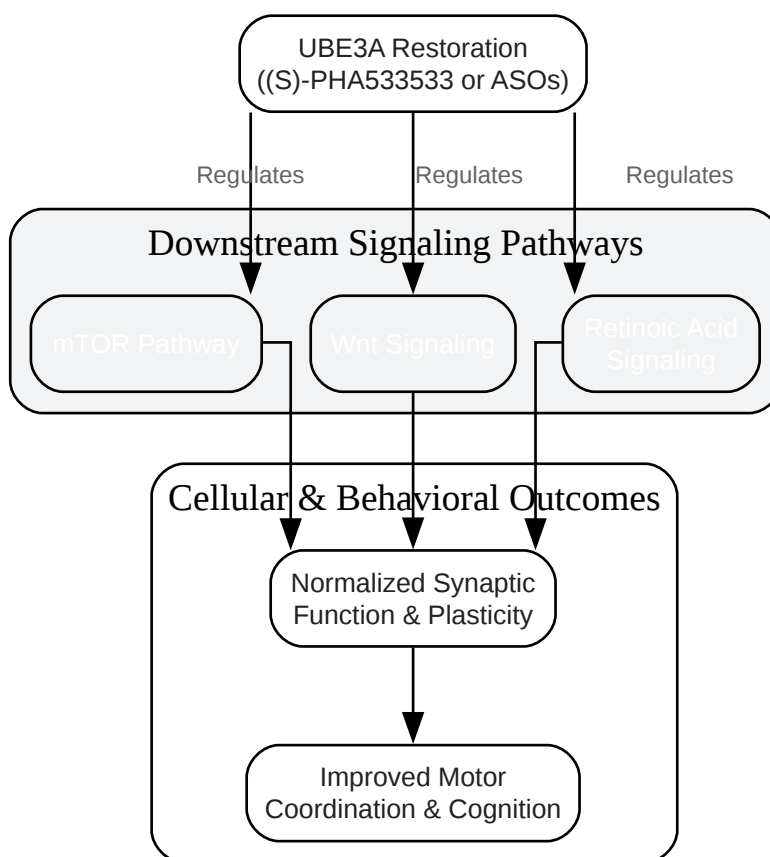 UBE3A Restoration
((S)-PHA533533 or ASOs)
Regulates Regulates Regulates
Downstream Signaling Pathways
mTOR Pathway
Wnt Signaling
Retinoic Acid
Signaling
Cellular & Behavioral Outcomes
Normalized Synaptic
Function & Plasticity
Improved Motor
Coordination & Cognition